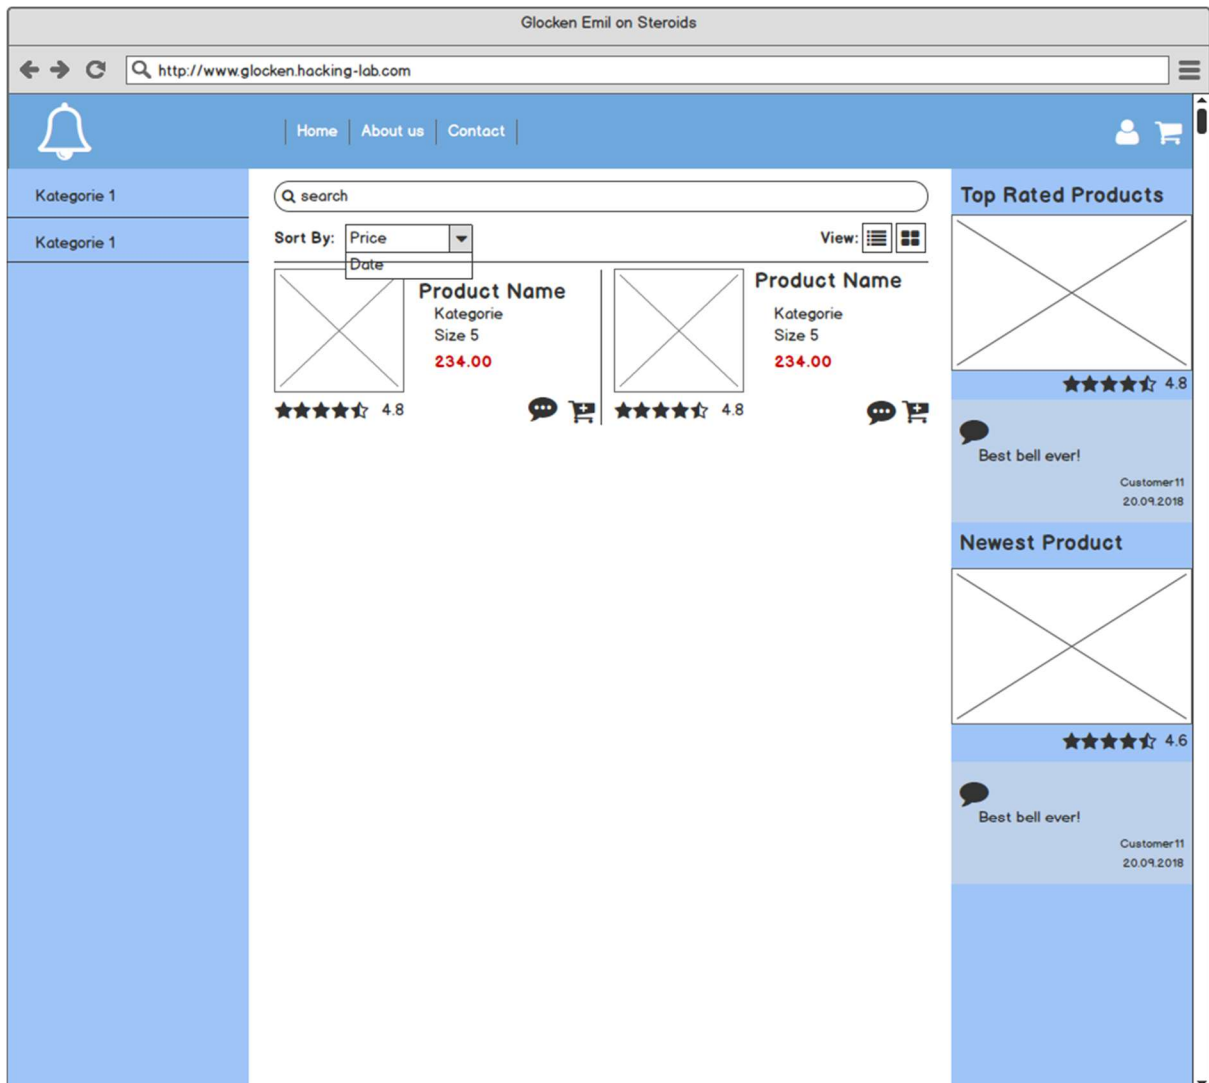 Glocken Emil on Steroids
http://www.glocken.hacking-lab.com
Home About us Contact
Kategorie 1
Kategorie 1
search
Sort By: Price
Date
View:
Product Name
Kategorie
Size 5
234.00
4.8
Product Name
Kategorie
Size 5
234.00
4.8
Top Rated Products
4.8
Best bell ever!
Customer11
20.09.2018
Newest Product
4.6
Best bell ever!
Customer11
20.09.2018